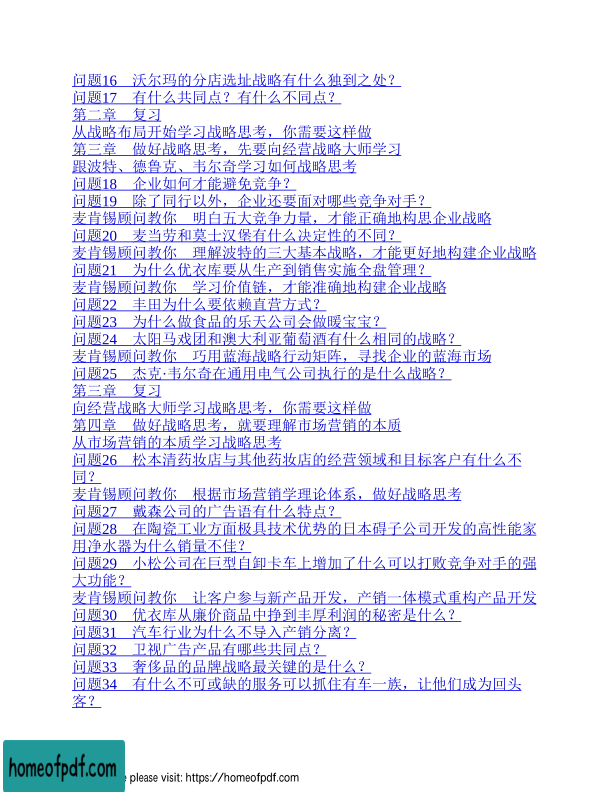 问题16　沃尔玛的分店选址战略有什么独到之处？
问题17　有什么共同点？有什么不同点？
第二章　复习
从战略布局开始学习战略思考，你需要这样做
第三章　做好战略思考，先要向经营战略大师学习
跟波特、德鲁克、韦尔奇学习如何战略思考
问题18　企业如何才能避免竞争？
问题19　除了同行以外，企业还要面对哪些竞争对手？
麦肯锡顾问教你　明白五大竞争力量，才能正确地构思企业战略
问题20　麦当劳和莫士汉堡有什么决定性的不同？
麦肯锡顾问教你　理解波特的三大基本战略，才能更好地构建企业战略
问题21　为什么优衣库要从生产到销售实施全盘管理？
麦肯锡顾问教你　学习价值链，才能准确地构建企业战略
问题22　丰田为什么要依赖直营方式？
问题23　为什么做食品的乐天公司会做暖宝宝？
问题24　太阳马戏团和澳大利亚葡萄酒有什么相同的战略？
麦肯锡顾问教你　巧用蓝海战略行动矩阵，寻找企业的蓝海市场
问题25　杰克·韦尔奇在通用电气公司执行的是什么战略？
第三章　复习
向经营战略大师学习战略思考，你需要这样做
第四章　做好战略思考，就要理解市场营销的本质
从市场营销的本质学习战略思考
问题26　松本清药妆店与其他药妆店的经营领域和目标客户有什么不
同？
麦肯锡顾问教你　根据市场营销学理论体系，做好战略思考
问题27　戴森公司的广告语有什么特点？
问题28　在陶瓷工业方面极具技术优势的日本碍子公司开发的高性能家
用净水器为什么销量不佳？
问题29　小松公司在巨型自卸卡车上增加了什么可以打败竞争对手的强
大功能？
麦肯锡顾问教你　让客户参与新产品开发，产销一体模式重构产品开发
问题30　优衣库从廉价商品中挣到丰厚利润的秘密是什么？
问题31　汽车行业为什么不导入产销分离？
问题32　卫视广告产品有哪些共同点？
问题33　奢侈品的品牌战略最关键的是什么？
问题34　有什么不可或缺的服务可以抓住有车一族，让他们成为回头
客？
homeofpdf.com
e please visit: https://homeofpdf.com